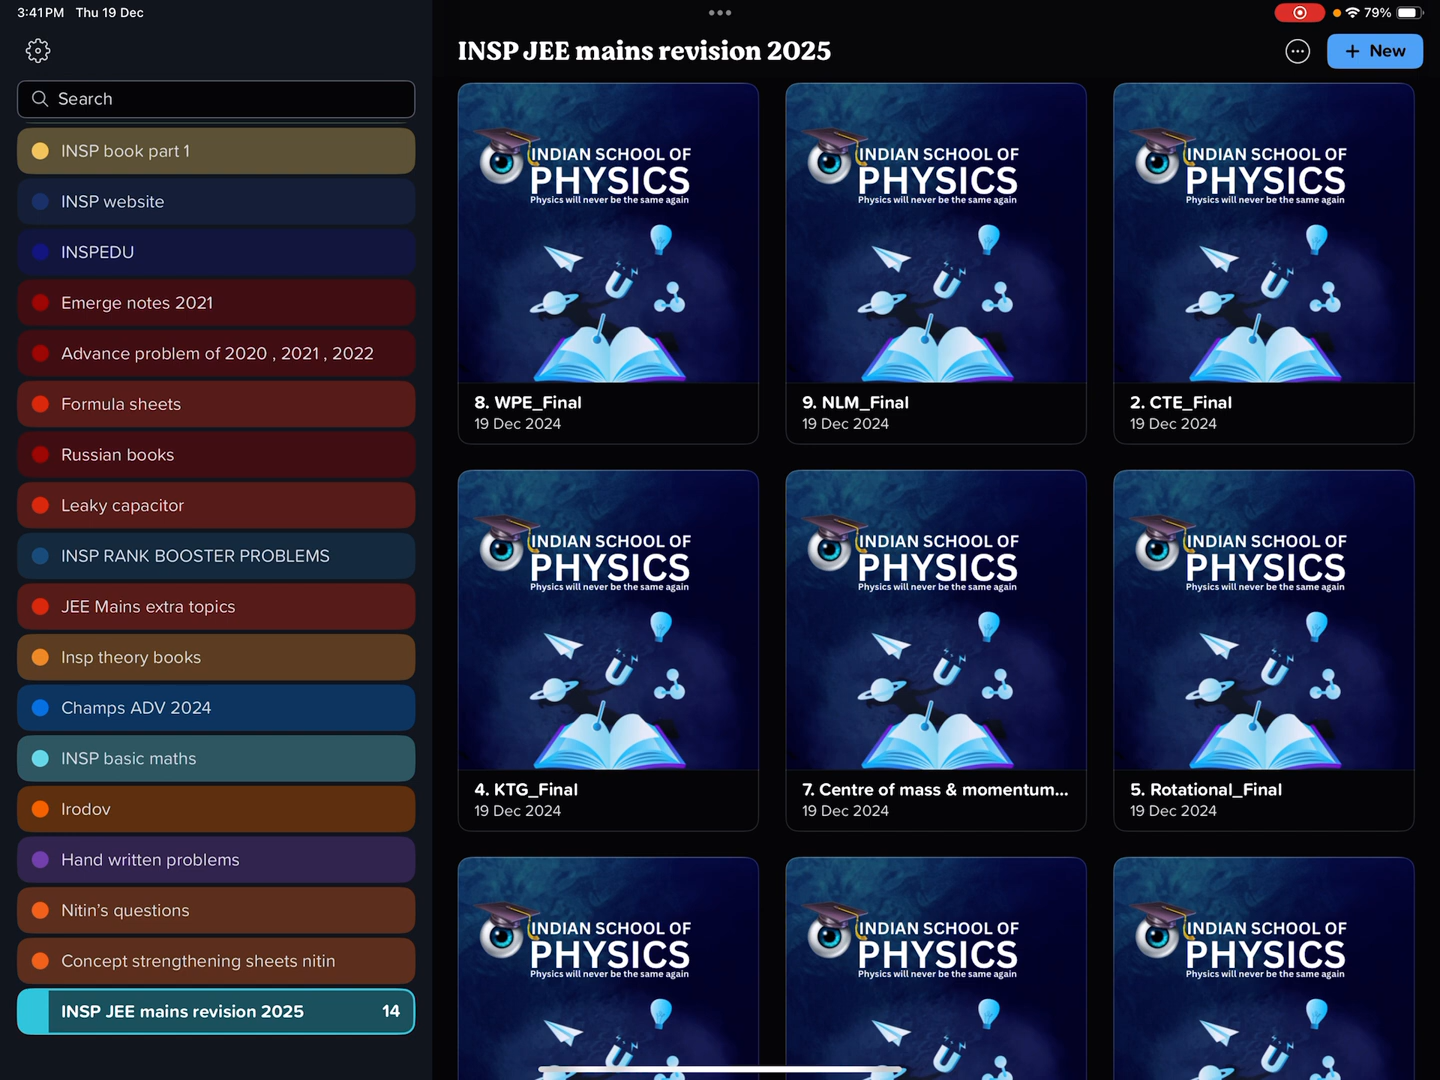 3:41 PM Thu 19 Dec
79%
INSP JEE mains revision 2025
New
Search
INSP book part 1
INSP website
INSPEDU
Emerge notes 2021
Advance problem of 2020 , 2021 , 2022
Formula sheets
Russian books
Leaky capacitor
INSP RANK BOOSTER PROBLEMS
JEE Mains extra topics
Insp theory books
Champs ADV 2024
INSP basic maths
Irodov
Hand written problems
Nitin's questions
Concept strengthening sheets nitin
INSP JEE mains revision 2025 14
INDIAN SCHOOL OF
PHYSICS
Physics will never be the same again
8. WPE_Final
19 Dec 2024
INDIAN SCHOOL OF
PHYSICS
Physics will never be the same again
9. NLM_Final
19 Dec 2024
INDIAN SCHOOL OF
PHYSICS
Physics will never be the same again
2. CTE_Final
19 Dec 2024
INDIAN SCHOOL OF
PHYSICS
Physics will never be the same again
4. KTG_Final
19 Dec 2024
INDIAN SCHOOL OF
PHYSICS
Physics will never be the same again
7. Centre of mass & momentum...
19 Dec 2024
INDIAN SCHOOL OF
PHYSICS
Physics will never be the same again
5. Rotational_Final
19 Dec 2024
INDIAN SCHOOL OF
PHYSICS
Physics will never be the same again
INDIAN SCHOOL OF
PHYSICS
Physics will never be the same again
INDIAN SCHOOL OF
PHYSICS
Physics will never be the same again